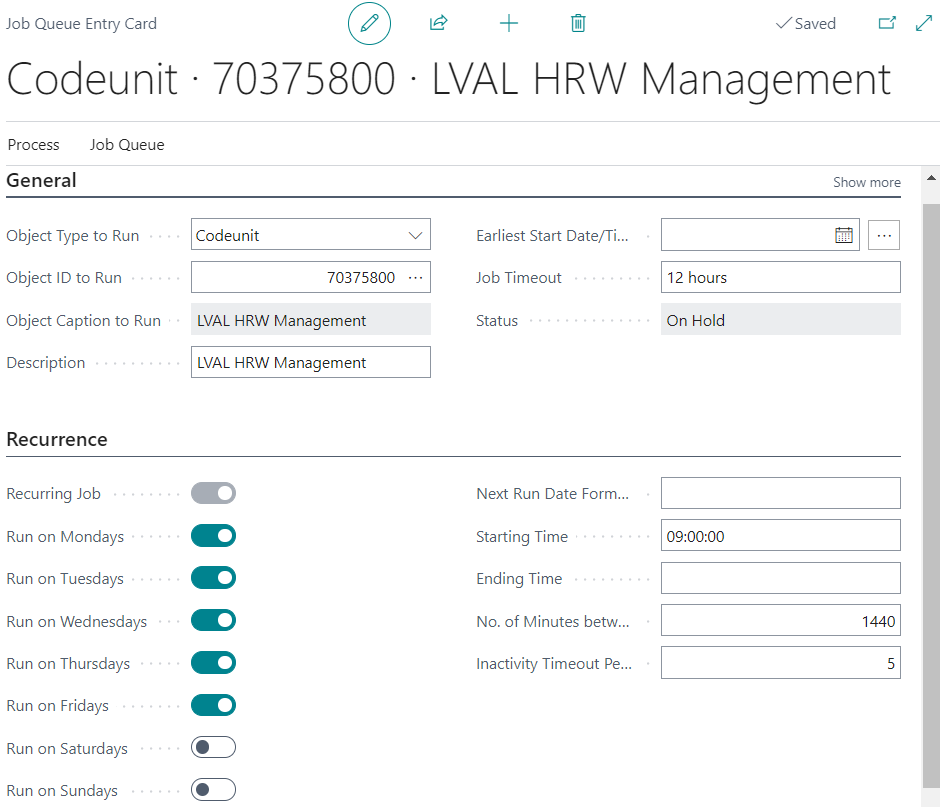 Job Queue Entry Card
Saved
Codeunit · 70375800 · LVAL HRW Management
Process Job Queue
General
Show more
Object Type to Run
Codeunit
Earliest Start Date/Ti...
Object ID to Run
70375800
Job Timeout
12 hours
Object Caption to Run
LVAL HRW Management
Status
On Hold
Description
LVAL HRW Management
Recurrence
Recurring Job
Next Run Date Form...
Run on Mondays
Starting Time
09:00:00
Run on Tuesdays
Ending Time
Run on Wednesdays
No. of Minutes betw...
1440
Run on Thursdays
Inactivity Timeout Pe...
5
Run on Fridays
Run on Saturdays
Run on Sundays